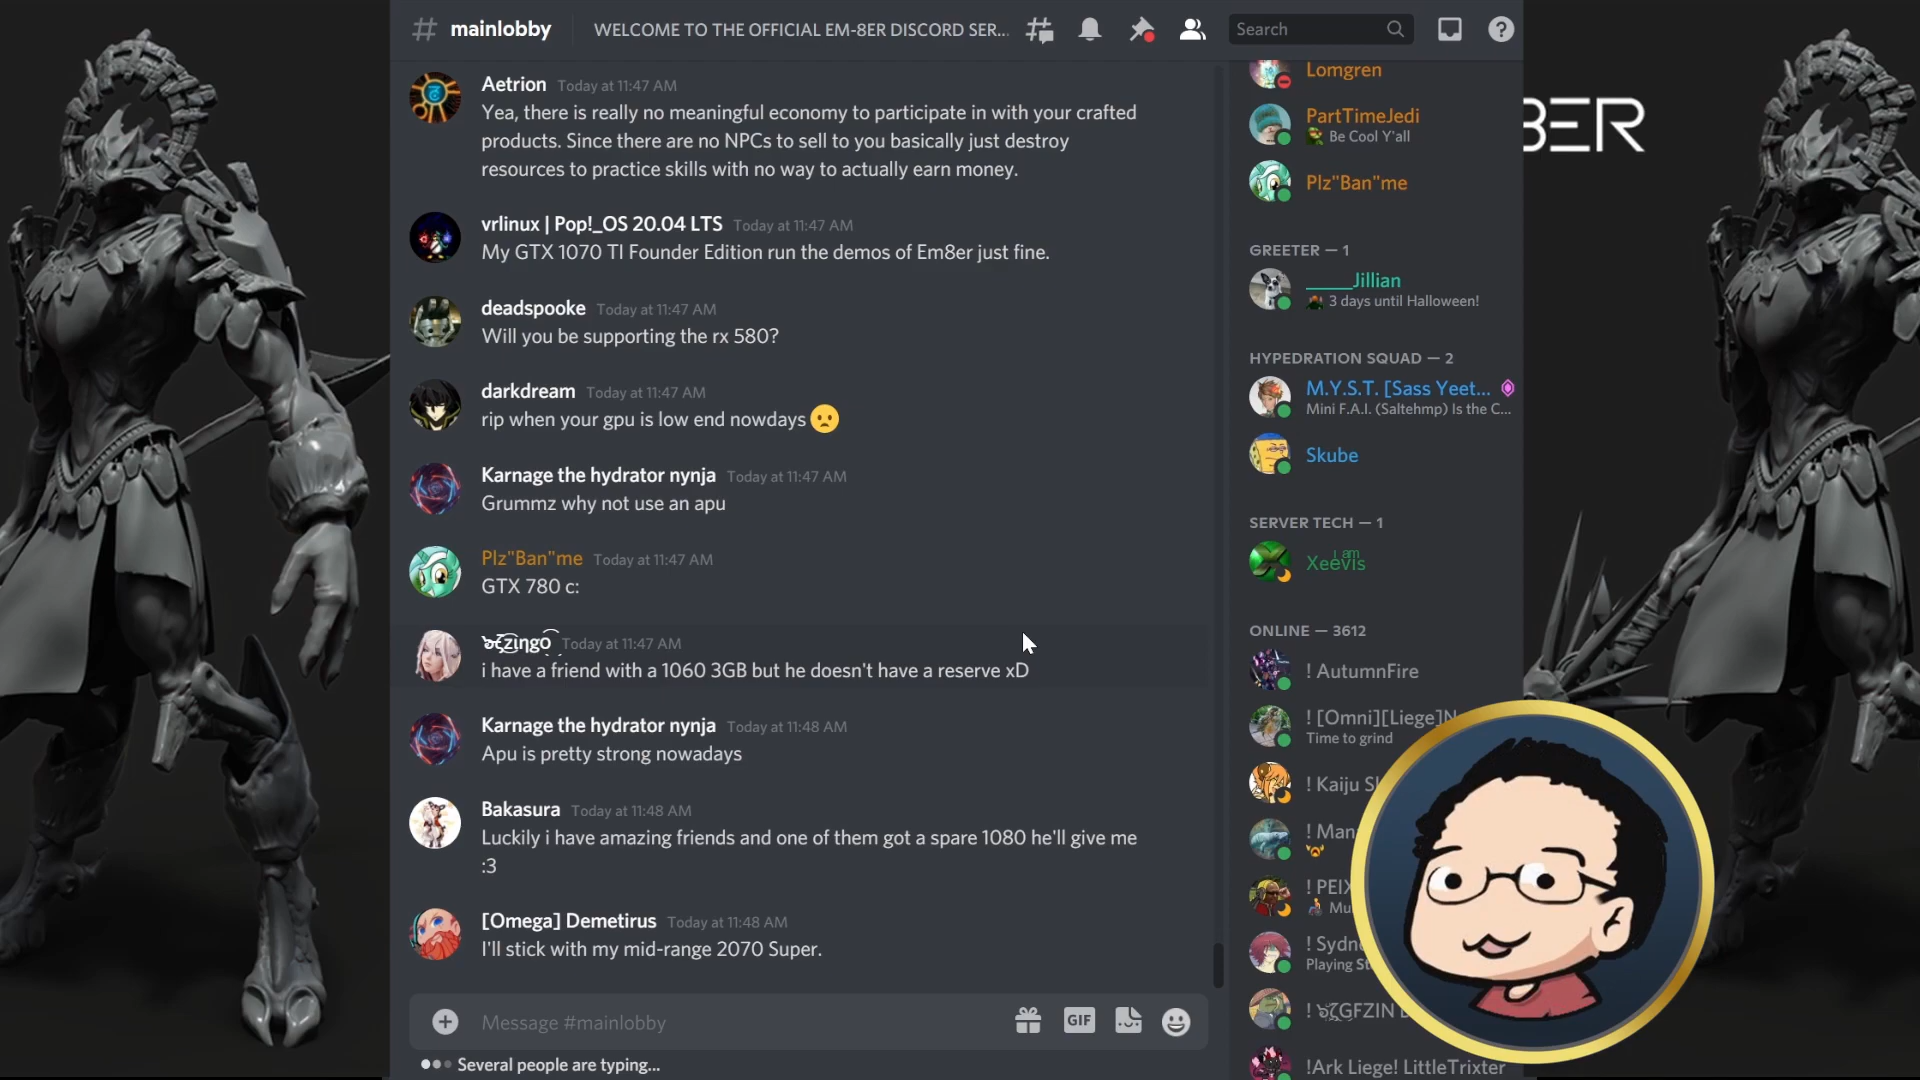 mainlobby
WELCOME TO THE OFFICIAL EM-8ER DISCORD SER...
Search
Aetrion Today at 11:47 AM
Yea, there is really no meaningful economy to participate in with your crafted
products. Since there are no NPCs to sell to you basically just destroy
resources to practice skills with no way to actually earn money.
vrlinux | Pop!_OS 20.04 LTS Today at 11:47 AM
My GTX 1070 TI Founder Edition run the demos of Em8er just fine.
deadspooke Today at 11:47 AM
Will you be supporting the rx 580?
darkdream Today at 11:47 AM
rip when your gpu is low end nowdays 😦
Karnage the hydrator nynja Today at 11:47 AM
Grummz why not use an apu
Plz"Ban"me Today at 11:47 AM
GTX 780 c:
Today at 11:47 AM
i have a friend with a 1060 3GB but he doesn't have a reserve xD
Karnage the hydrator nynja Today at 11:48 AM
Apu is pretty strong nowadays
Bakasura Today at 11:48 AM
Luckily i have amazing friends and one of them got a spare 1080 he'll give me
:3
[Omega] Demetirus Today at 11:48 AM
I'll stick with my mid-range 2070 Super.
GIF
Message #mainlobby
Several people are typing...
Lomgren
PartTimeJedi
Be Cool Y'all
Plz"Ban"me
GREETER — 1
_____Jillian
3 days until Halloween!
HYPEDRATION SQUAD — 2
M.Y.S.T. [Sass Yeet...
Mini F.A.I. (Saltehmp) Is the C...
Skube
SERVER TECH — 1
ONLINE — 3612
! AutumnFire
! [Omni][Liege]N
Time to grind
! Kaiju
! Man
! PEIX
Mu
! Sydn
Playing St
!Ark Liege! LittleTrixter
8ER